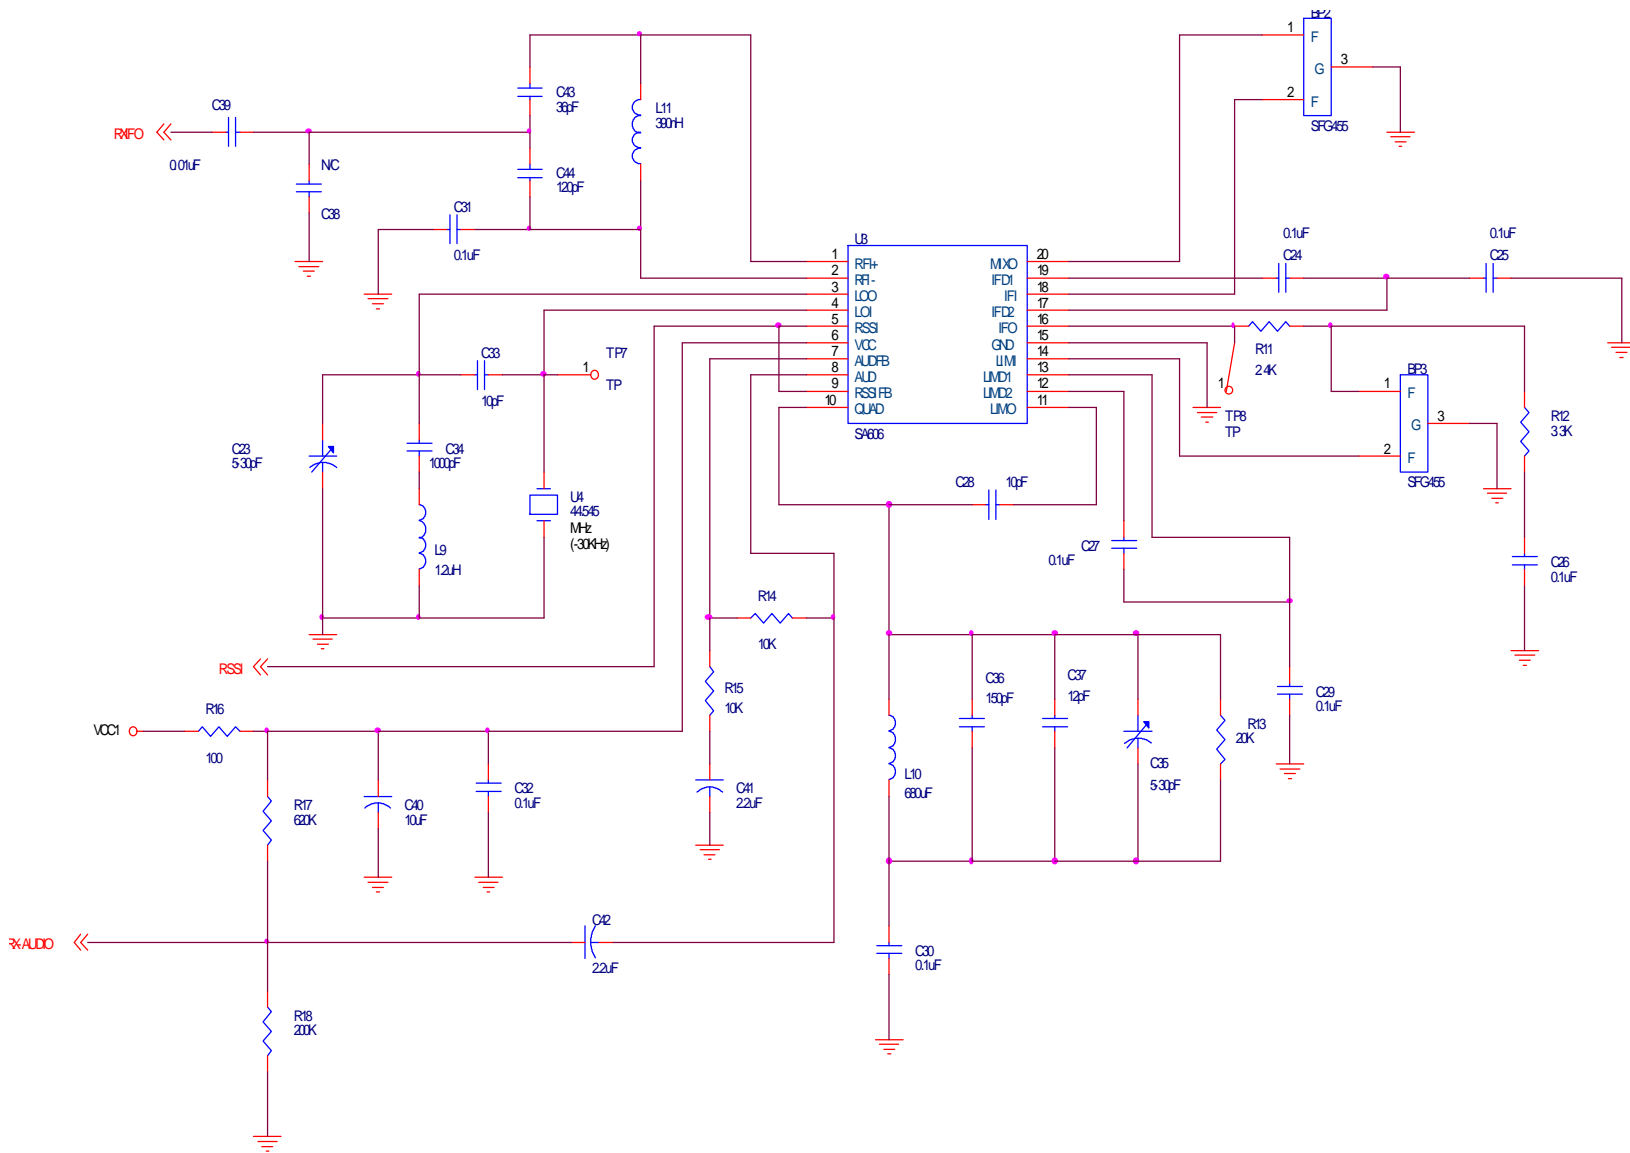 BP2
1
F
G
3
2
F
SFG455
C39
RXIFO
0.01uF
N/C
C38
C43
36pF
L11
390nH
C44
120pF
C31
0.1uF
U3
1
RFI+
2
RFI-
3
LOO
4
LOI
5
RSSI
6
VCC
7
AUDFB
8
AUD
9
RSSI FB
10
QUAD
MIXO
20
IFD1
19
IFI
18
IFD2
17
IFO
16
GND
15
LIMI
14
LIMD1
13
LIMD2
12
LIMO
11
SA606
0.1uF
C24
0.1uF
C25
R11
2.4K
1
TP8
TP
BP3
1
F
G
3
2
F
SFG455
R12
3.3K
C26
0.1uF
C33
10pF
1
TP7
TP
C23
5-30pF
C34
1000pF
L9
1.2uH
U4
44.545
MHz
(-30KHz)
C28
10pF
C27
0.1uF
C29
0.1uF
R14
10K
R15
10K
C41
2.2uF
RSSI
VCC1
R16
100
R17
620K
C40
10uF
C32
0.1uF
C36
150pF
C37
12pF
C35
5-30pF
R13
20K
L10
680uF
C30
0.1uF
RX-AUDIO
C42
2.2uF
R18
200K